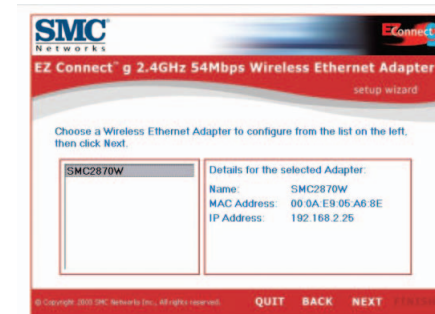 SMC®
Networks
EZ Connect
EZ Connect™ g 2.4GHz 54Mbps Wireless Ethernet Adapter
setup wizard
Choose a Wireless Ethernet Adapter to configure from the list on the left,
then click Next.
SMC2870W
Details for the selected Adapter:
Name: SMC2870W
MAC Address: 00:0A:E9:05:A6:8E
IP Address: 192.168.2.25
© Copyright 2005 SMC Networks Inc., All rights reserved.
QUIT BACK NEXT FINISH